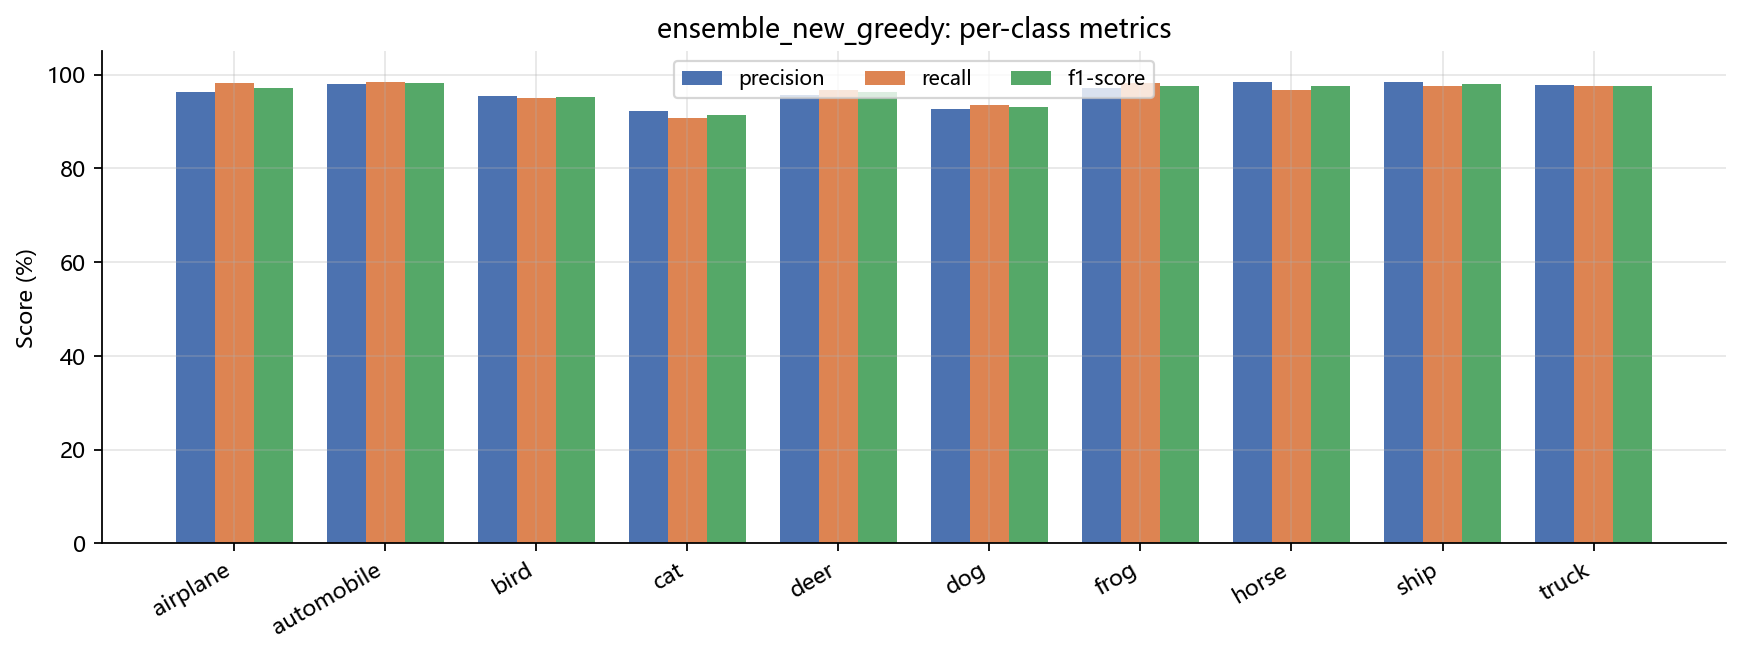 ensemble_new_greedy: per-class metrics
precision recall f1-score
Score (%)
100
80
60
40
20
0
airplane automobile bird cat deer dog frog horse ship truck